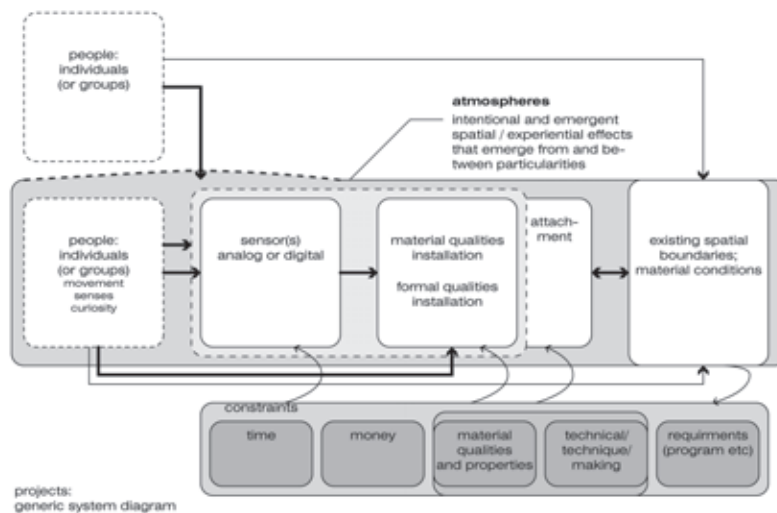 people:
individuals
(or groups)
atmospheres
intentional and emergent
spatial / experiential effects
that emerge from and be-
tween particularities
people:
individuals
(or groups)
movement
senses
curiosity
sensor(s)
analog or digital
material qualities
installation
formal qualities
installation
attach-
ment
existing spatial
boundaries;
material conditions
constraints
time
money
material
qualities
and properties
technical/
technique/
making
requirments
(program etc)
projects:
generic system diagram